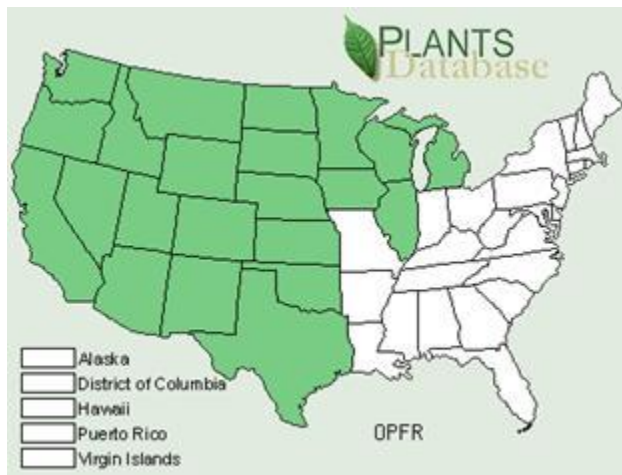 PLANTS
Database
Alaska
District of Columbia
Hawaii
Puerto Rico
Virgin Islands
OPFR